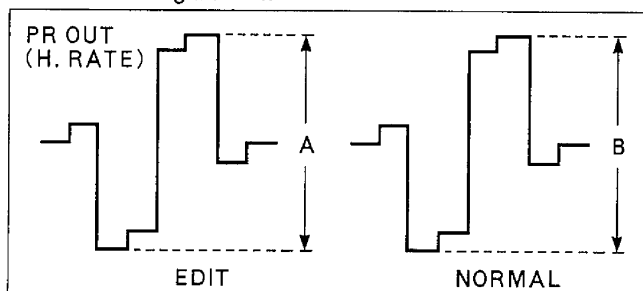 PR OUT
(H. RATE)
A
B
EDIT
NORMAL